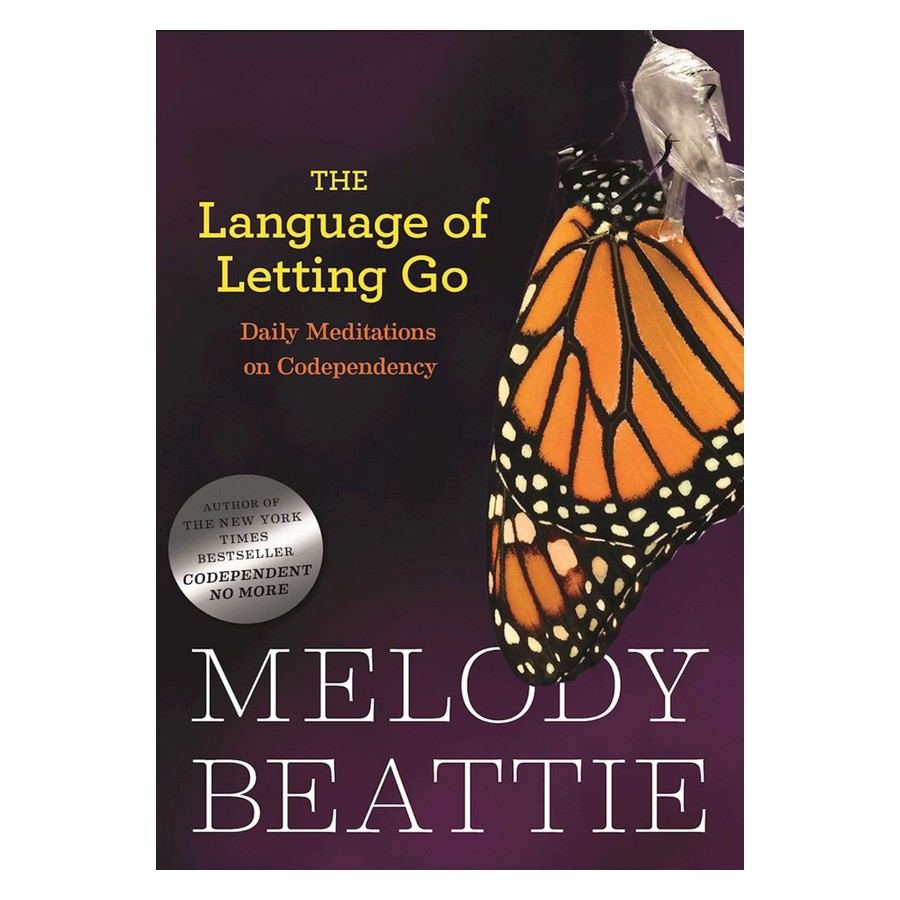 THE
Language of
Letting Go
Daily Meditations
on Codependency
AUTHOR OF
THE NEW YORK
TIMES
BESTSELLER
CODEPENDENT
NO MORE
MELODY
BEATTIE